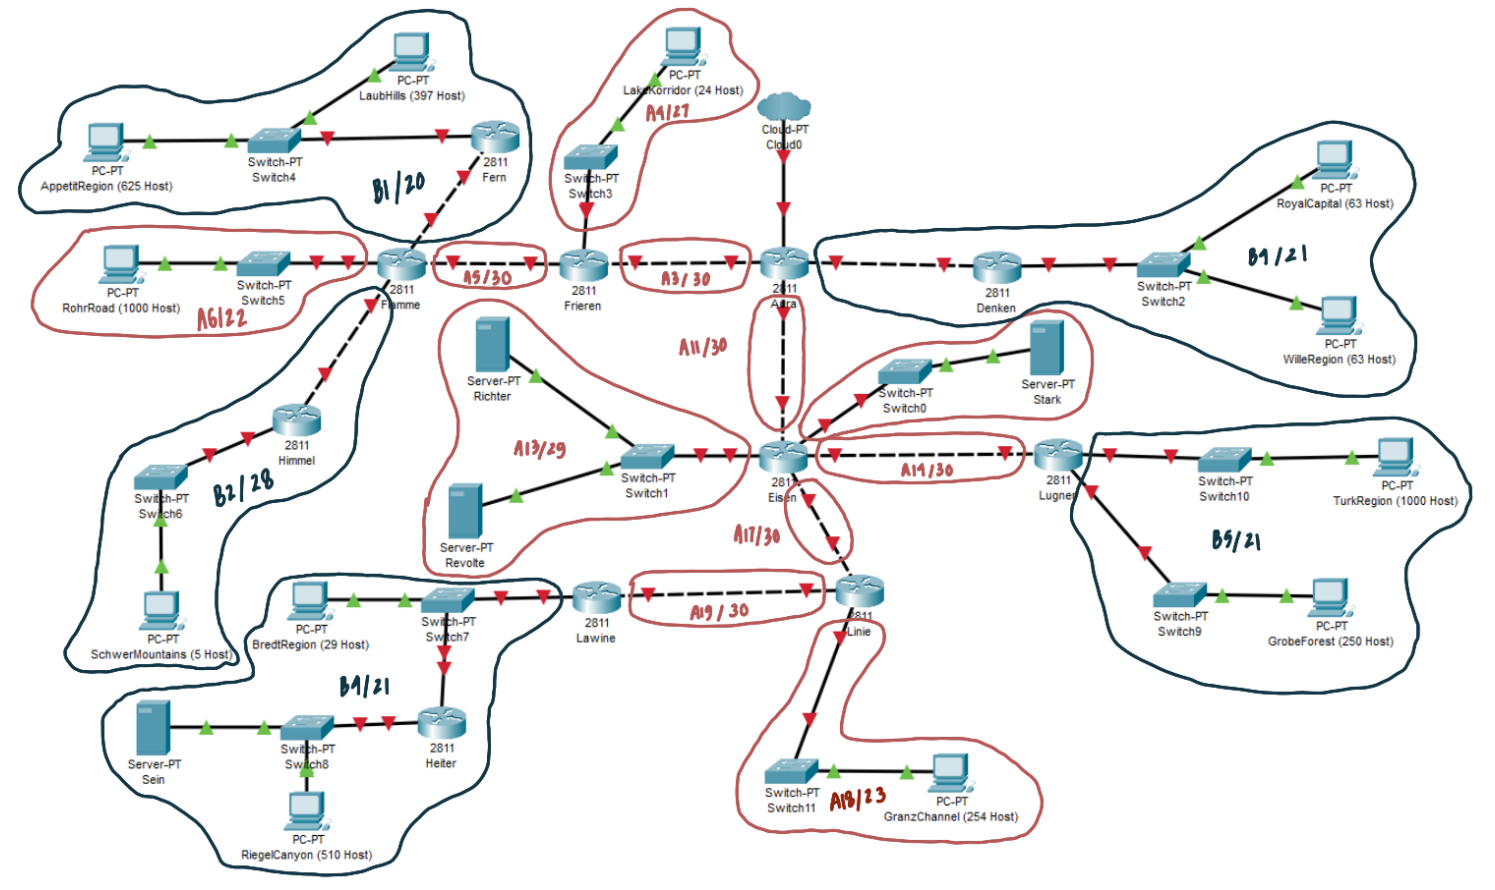 PC-PT
LaubHills (397 Host)
PC-PT
AppetitRegion (625 Host)
Switch-PT
Switch4
2811
Fern
B1/20
PC-PT
LakeKorridor (24 Host)
A4/27
Switch-PT
Switch3
Cloud-PT
Cloud0
PC-PT
RoyalCapital (63 Host)
B4/21
Switch-PT
Switch2
2811
Denken
PC-PT
WilleRegion (63 Host)
PC-PT
RohrRoad (1000 Host)
Switch-PT
Switch5
A6/22
2811
Flamme
A5/30
2811
Frieren
A3/30
2811
Aura
A11/30
Server-PT
Richter
A13/29
Switch-PT
Switch1
Server-PT
Revolte
Switch-PT
Switch0
Server-PT
Stark
2811
Eisen
A14/30
2811
Lugner
Switch-PT
Switch10
PC-PT
TurkRegion (1000 Host)
B5/21
Switch-PT
Switch9
PC-PT
GrobeForest (250 Host)
2811
Himmel
Switch-PT
Switch6
B2/28
PC-PT
SchwerMountains (5 Host)
A17/30
PC-PT
BredtRegion (29 Host)
Switch-PT
Switch7
2811
Lawine
A19/30
2811
Linie
B4/21
Server-PT
Sein
Switch-PT
Switch8
2811
Heiter
PC-PT
RiegelCanyon (510 Host)
Switch-PT
Switch11
A18/23
PC-PT
GranzChannel (254 Host)